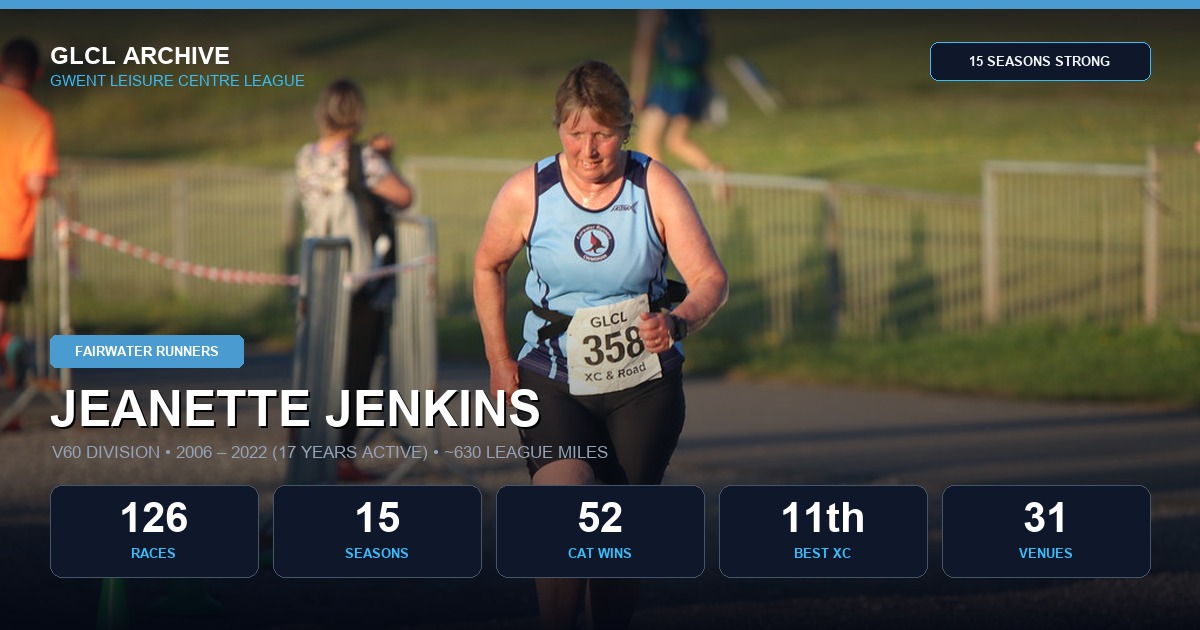 GLCL ARCHIVE
GWENT LEISURE CENTRE LEAGUE
15 SEASONS STRONG
GLCL
358
XC & Road
FAIRWATER RUNNERS
JEANETTE JENKINS
V60 DIVISION • 2006 – 2022 (17 YEARS ACTIVE) • ~630 LEAGUE MILES
126
RACES
15
SEASONS
52
CAT WINS
11th
BEST XC
31
VENUES